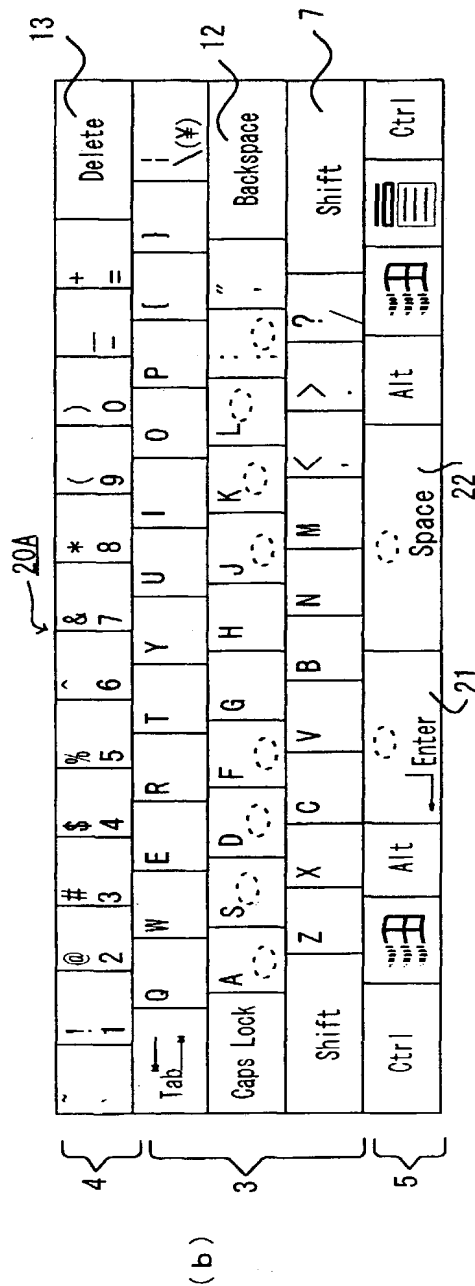 (b)
20A
13
4
~ ! @ # $ % ^ & * ( ) — +
` 1 2 3 4 5 6 7 8 9 0 - = Delete
3
Tab Q W E R T Y U I O P { } ¦ \(¥)
12
Caps Lock A S D F G H J K L : ; " ' Backspace
7
Shift Z X C V B N M < , > . ? / Shift
5
Ctrl Alt Enter Space Alt Ctrl
21 22